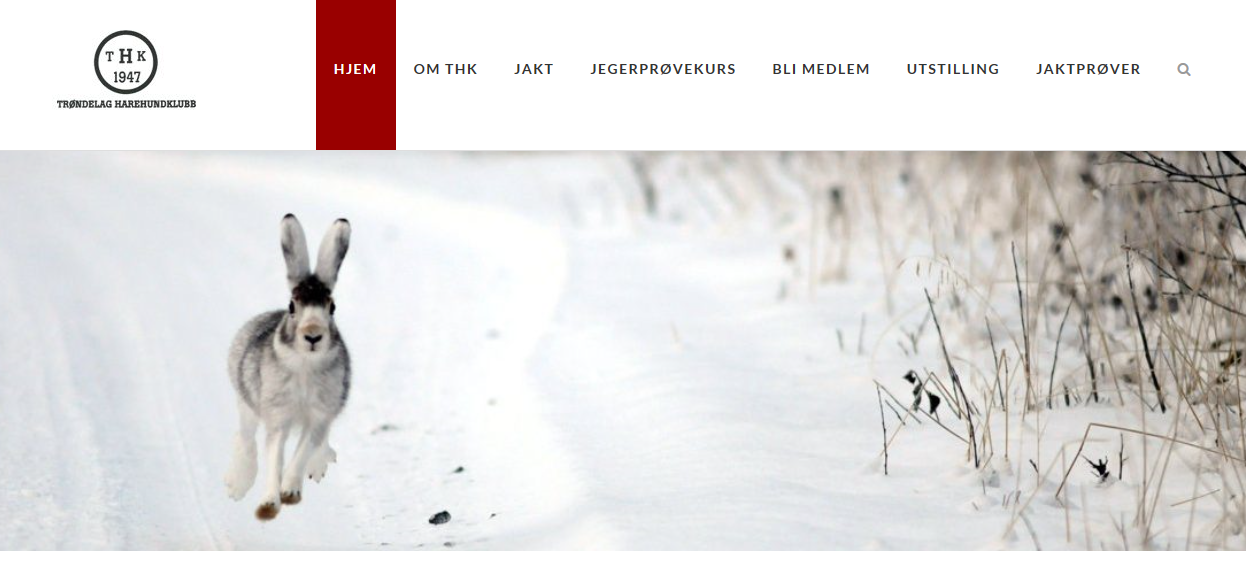 T H K
1947
TRØNDELAG HAREHUNDKLUBB
HJEM OM THK JAKT JEGERPRØVEKURS BLI MEDLEM UTSTILLING JAKTPRØVER